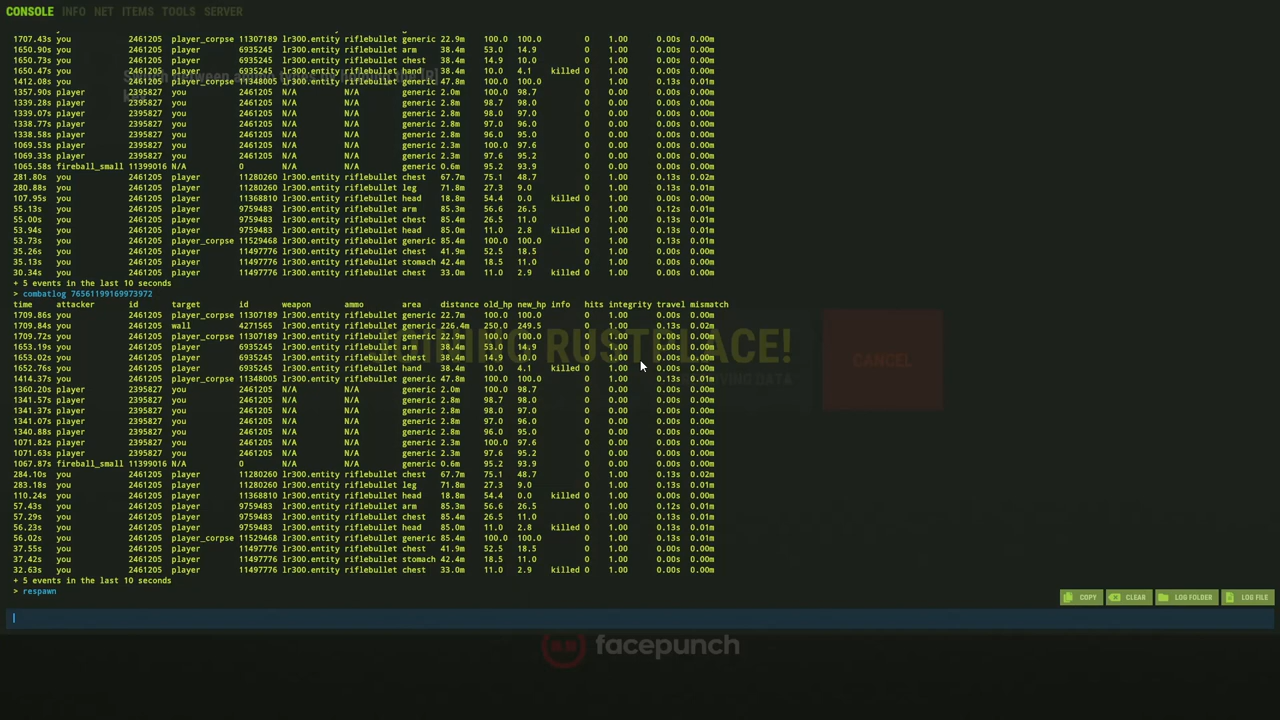 CONSOLE INFO NET ITEMS TOOLS SERVER
1707.43s you 2461205 player_corpse 11307189 lr300.entity riflebullet generic 22.9m 100.0 100.0 0 1.00 0.00s 0.00m
1650.90s you 2461205 player 6935245 lr300.entity riflebullet arm 38.4m 53.0 14.9 0 1.00 0.00s 0.00m
1650.73s you 2461205 player 6935245 lr300.entity riflebullet chest 38.4m 14.9 10.0 0 1.00 0.00s 0.00m
1650.47s you 2461205 player 6935245 lr300.entity riflebullet hand 38.4m 10.0 4.1 killed 0 1.00 0.00s 0.00m
1412.08s you 2461205 player_corpse 11348005 lr300.entity riflebullet generic 47.8m 100.0 100.0 0 1.00 0.13s 0.01m
1357.90s player 2395827 you 2461205 N/A N/A generic 2.0m 100.0 98.7 0 1.00 0.00s 0.00m
1339.28s player 2395827 you 2461205 N/A N/A generic 2.8m 98.7 98.0 0 1.00 0.00s 0.00m
1339.07s player 2395827 you 2461205 N/A N/A generic 2.8m 98.0 97.0 0 1.00 0.00s 0.00m
1338.77s player 2395827 you 2461205 N/A N/A generic 2.8m 97.0 96.0 0 1.00 0.00s 0.00m
1338.58s player 2395827 you 2461205 N/A N/A generic 2.8m 96.0 95.0 0 1.00 0.00s 0.00m
1069.53s player 2395827 you 2461205 N/A N/A generic 2.3m 100.0 97.6 0 1.00 0.00s 0.00m
1069.33s player 2395827 you 2461205 N/A N/A generic 2.3m 97.6 95.2 0 1.00 0.00s 0.00m
1065.58s fireball_small 11399016 N/A 0 N/A N/A generic 0.6m 95.2 93.9 0 1.00 0.00s 0.00m
281.80s you 2461205 player 11280260 lr300.entity riflebullet chest 67.7m 75.1 48.7 0 1.00 0.13s 0.02m
280.88s you 2461205 player 11280260 lr300.entity riflebullet leg 71.8m 27.3 9.0 0 1.00 0.13s 0.01m
107.95s you 2461205 player 11368810 lr300.entity riflebullet head 18.8m 54.4 0.0 killed 0 1.00 0.00s 0.00m
55.13s you 2461205 player 9759483 lr300.entity riflebullet arm 85.3m 56.6 26.5 0 1.00 0.12s 0.01m
55.00s you 2461205 player 9759483 lr300.entity riflebullet chest 85.4m 26.5 11.0 0 1.00 0.13s 0.01m
53.94s you 2461205 player 9759483 lr300.entity riflebullet head 85.0m 11.0 2.8 killed 0 1.00 0.13s 0.01m
53.73s you 2461205 player_corpse 11529468 lr300.entity riflebullet generic 85.4m 100.0 100.0 0 1.00 0.13s 0.01m
35.26s you 2461205 player 11497776 lr300.entity riflebullet chest 41.9m 52.5 18.5 0 1.00 0.00s 0.00m
35.13s you 2461205 player 11497776 lr300.entity riflebullet stomach 42.4m 18.5 11.0 0 1.00 0.00s 0.00m
30.34s you 2461205 player 11497776 lr300.entity riflebullet chest 33.0m 11.0 2.9 killed 0 1.00 0.00s 0.00m
+ 5 events in the last 10 seconds
> combatlog 76561199169973972
time attacker id target id weapon ammo area distance old_hp new_hp info hits integrity travel mismatch
1709.86s you 2461205 player_corpse 11307189 lr300.entity riflebullet generic 22.7m 100.0 100.0 0 1.00 0.00s 0.00m
1709.84s you 2461205 wall 4271565 lr300.entity riflebullet generic 226.4m 250.0 249.5 0 1.00 0.13s 0.02m
1709.72s you 2461205 player_corpse 11307189 lr300.entity riflebullet generic 100.0 100.0 0 1.00 0.00s 0.00m
1653.19s you 2461205 player 6935245 lr300.entity riflebullet arm 38.4m 53.0 14.9 0 1.00 0.00s 0.00m
1653.02s you 2461205 player 6935245 lr300.entity riflebullet chest 38.4m 14.9 10.0 0 1.00 0.00s 0.00m
1652.76s you 2461205 player 6935245 lr300.entity riflebullet hand 38.4m 10.0 4.1 killed 0 1.00 0.00s 0.00m
1414.37s you 2461205 player_corpse 11348005 lr300.entity riflebullet generic 47.8m 100.0 100.0 0 1.00 0.13s 0.01m
1360.20s player 2395827 you 2461205 N/A N/A generic 2.0m 100.0 98.7 0 1.00 0.00s 0.00m
1341.57s player 2395827 you 2461205 N/A N/A generic 2.8m 98.7 98.0 0 1.00 0.00s 0.00m
1341.37s player 2395827 you 2461205 N/A N/A generic 2.8m 98.0 97.0 0 1.00 0.00s 0.00m
1341.07s player 2395827 you 2461205 N/A N/A generic 2.8m 97.0 96.0 0 1.00 0.00s 0.00m
1340.88s player 2395827 you 2461205 N/A N/A generic 2.8m 96.0 95.0 0 1.00 0.00s 0.00m
1071.82s player 2395827 you 2461205 N/A N/A generic 2.3m 100.0 97.6 0 1.00 0.00s 0.00m
1071.63s player 2395827 you 2461205 N/A N/A generic 2.3m 97.6 95.2 0 1.00 0.00s 0.00m
1067.87s fireball_small 11399016 N/A 0 N/A N/A generic 0.6m 95.2 93.9 0 1.00 0.00s 0.00m
284.10s you 2461205 player 11280260 lr300.entity riflebullet chest 67.7m 75.1 48.7 0 1.00 0.13s 0.02m
283.18s you 2461205 player 11280260 lr300.entity riflebullet leg 71.8m 27.3 9.0 0 1.00 0.13s 0.01m
110.24s you 2461205 player 11368810 lr300.entity riflebullet head 18.8m 54.4 0.0 killed 0 1.00 0.00s 0.00m
57.43s you 2461205 player 9759483 lr300.entity riflebullet arm 85.3m 56.6 26.5 0 1.00 0.12s 0.01m
57.29s you 2461205 player 9759483 lr300.entity riflebullet chest 85.4m 26.5 11.0 0 1.00 0.13s 0.01m
56.23s you 2461205 player 9759483 lr300.entity riflebullet head 85.0m 11.0 2.8 killed 0 1.00 0.13s 0.01m
56.02s you 2461205 player_corpse 11529468 lr300.entity riflebullet generic 85.4m 100.0 100.0 0 1.00 0.13s 0.01m
37.55s you 2461205 player 11497776 lr300.entity riflebullet chest 41.9m 52.5 18.5 0 1.00 0.00s 0.00m
37.42s you 2461205 player 11497776 lr300.entity riflebullet stomach 42.4m 18.5 11.0 0 1.00 0.00s 0.00m
32.63s you 2461205 player 11497776 lr300.entity riflebullet chest 33.0m 11.0 2.9 killed 0 1.00 0.00s 0.00m
+ 5 events in the last 10 seconds
> respawn
CANCEL
COPY CLEAR LOG FOLDER LOG FILE
facepunch